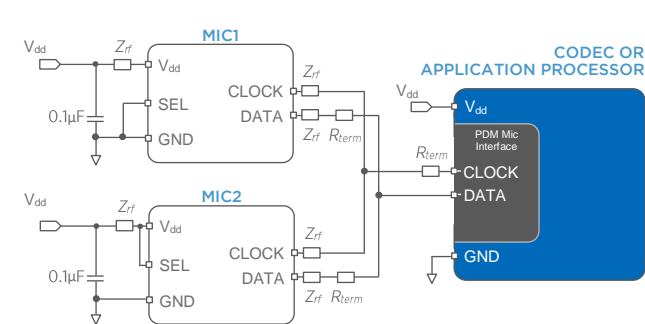 MIC1
Vdd
Zrf
Vdd
SEL
GND
0.1µF
CLOCK
DATA
Zrf
Zrf Rterm
CODEC OR
APPLICATION PROCESSOR
Vdd
Vdd
PDM Mic
Interface
Rterm
CLOCK
DATA
GND
MIC2
Vdd
Zrf
Vdd
SEL
GND
0.1µF
CLOCK
DATA
Zrf
Zrf Rterm